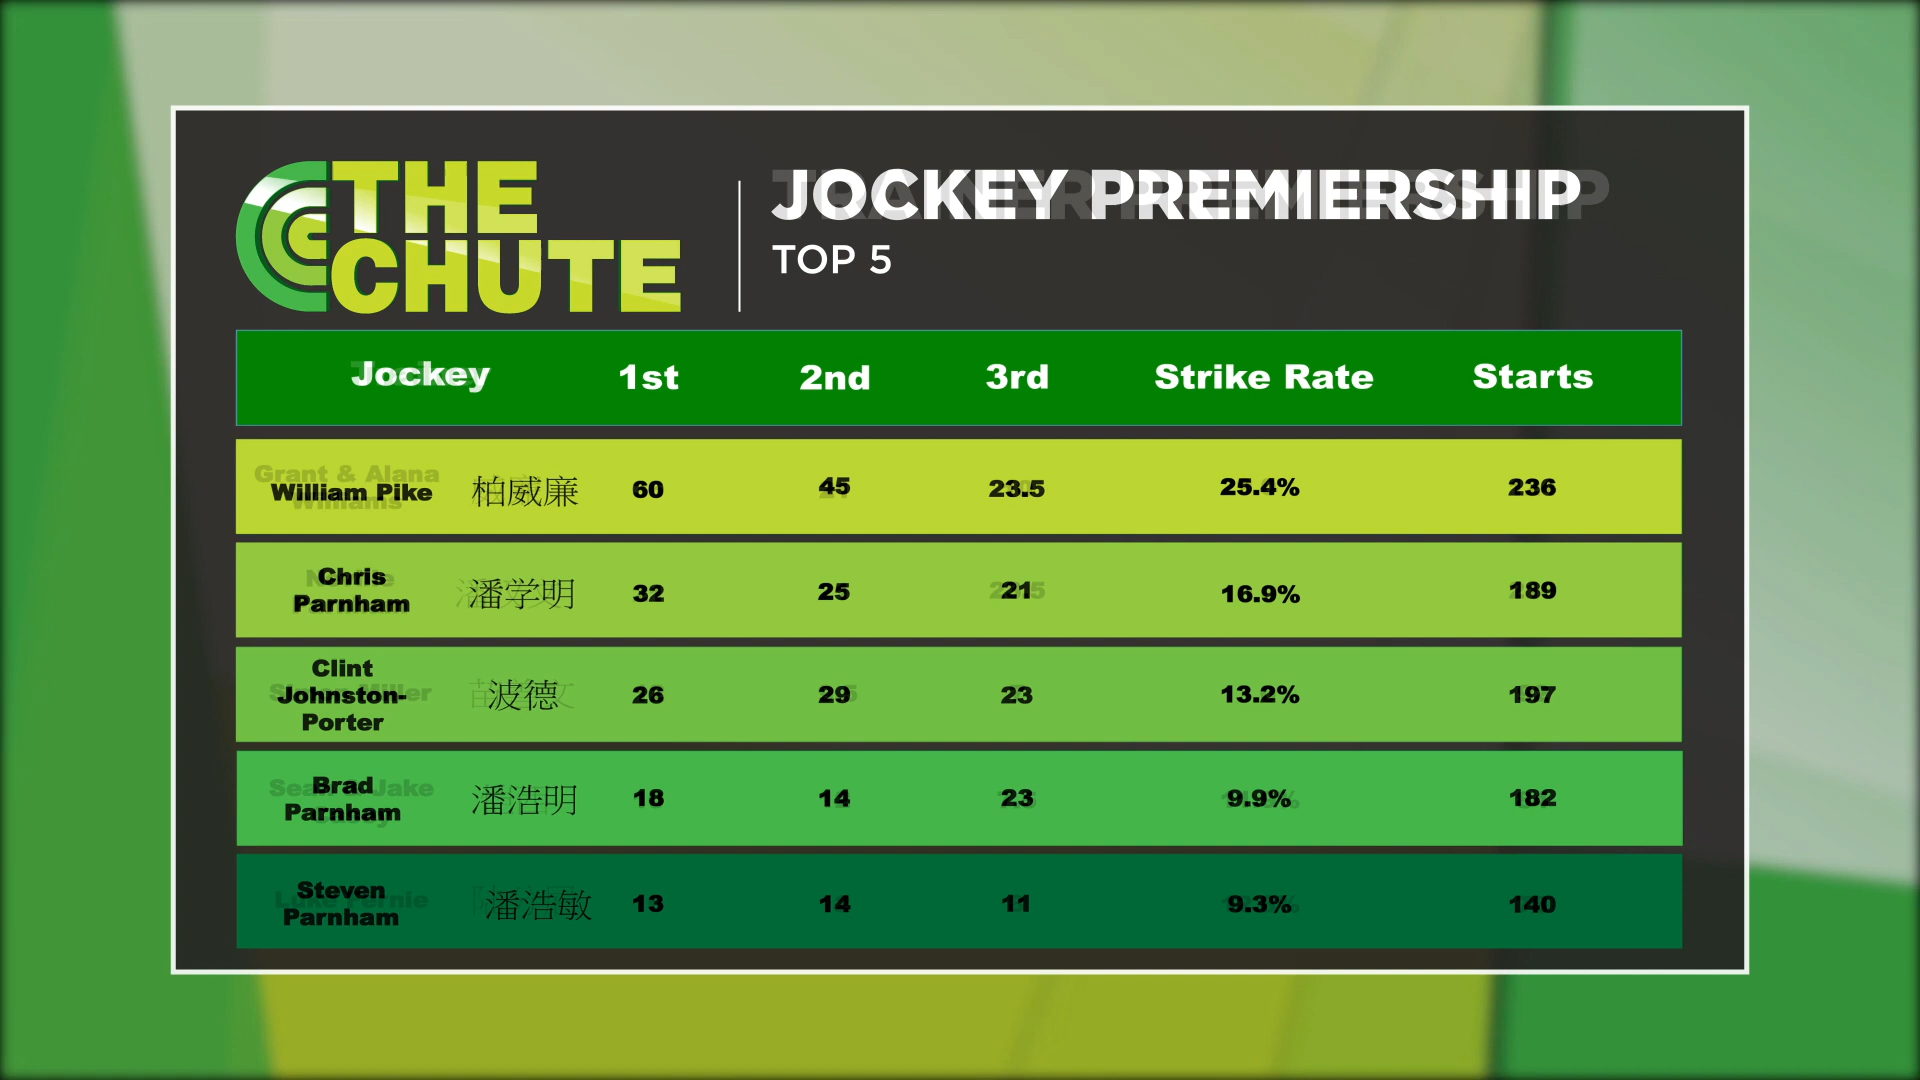 THE
CHUTE
JOCKEY PREMIERSHIP
TOP 5
Jockey 1st 2nd 3rd Strike Rate Starts
William Pike 柏威廉 60 45 23.5 25.4% 236
Chris
Parnham 潘学明 32 25 21 16.9% 189
Clint
Johnston-
Porter 波德 26 29 23 13.2% 197
Brad
Parnham 潘浩明 18 14 23 9.9% 182
Steven
Parnham 潘浩敏 13 14 11 9.3% 140